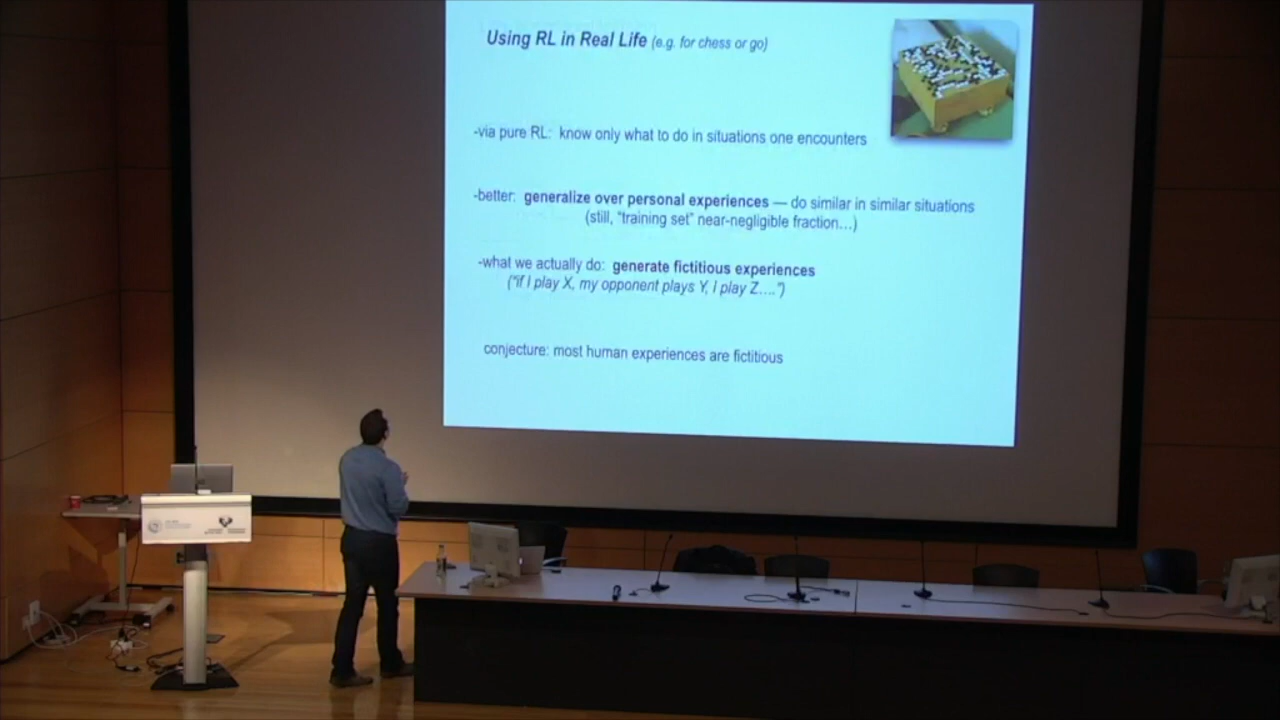 Using RL in Real Life (e.g. for chess or go)
-via pure RL: know only what to do in situations one encounters
-better: generalize over personal experiences — do similar in similar situations
(still, "training set" near-negligible fraction...)
-what we actually do: generate fictitious experiences
("if I play X, my opponent plays Y, I play Z....")
conjecture: most human experiences are fictitious